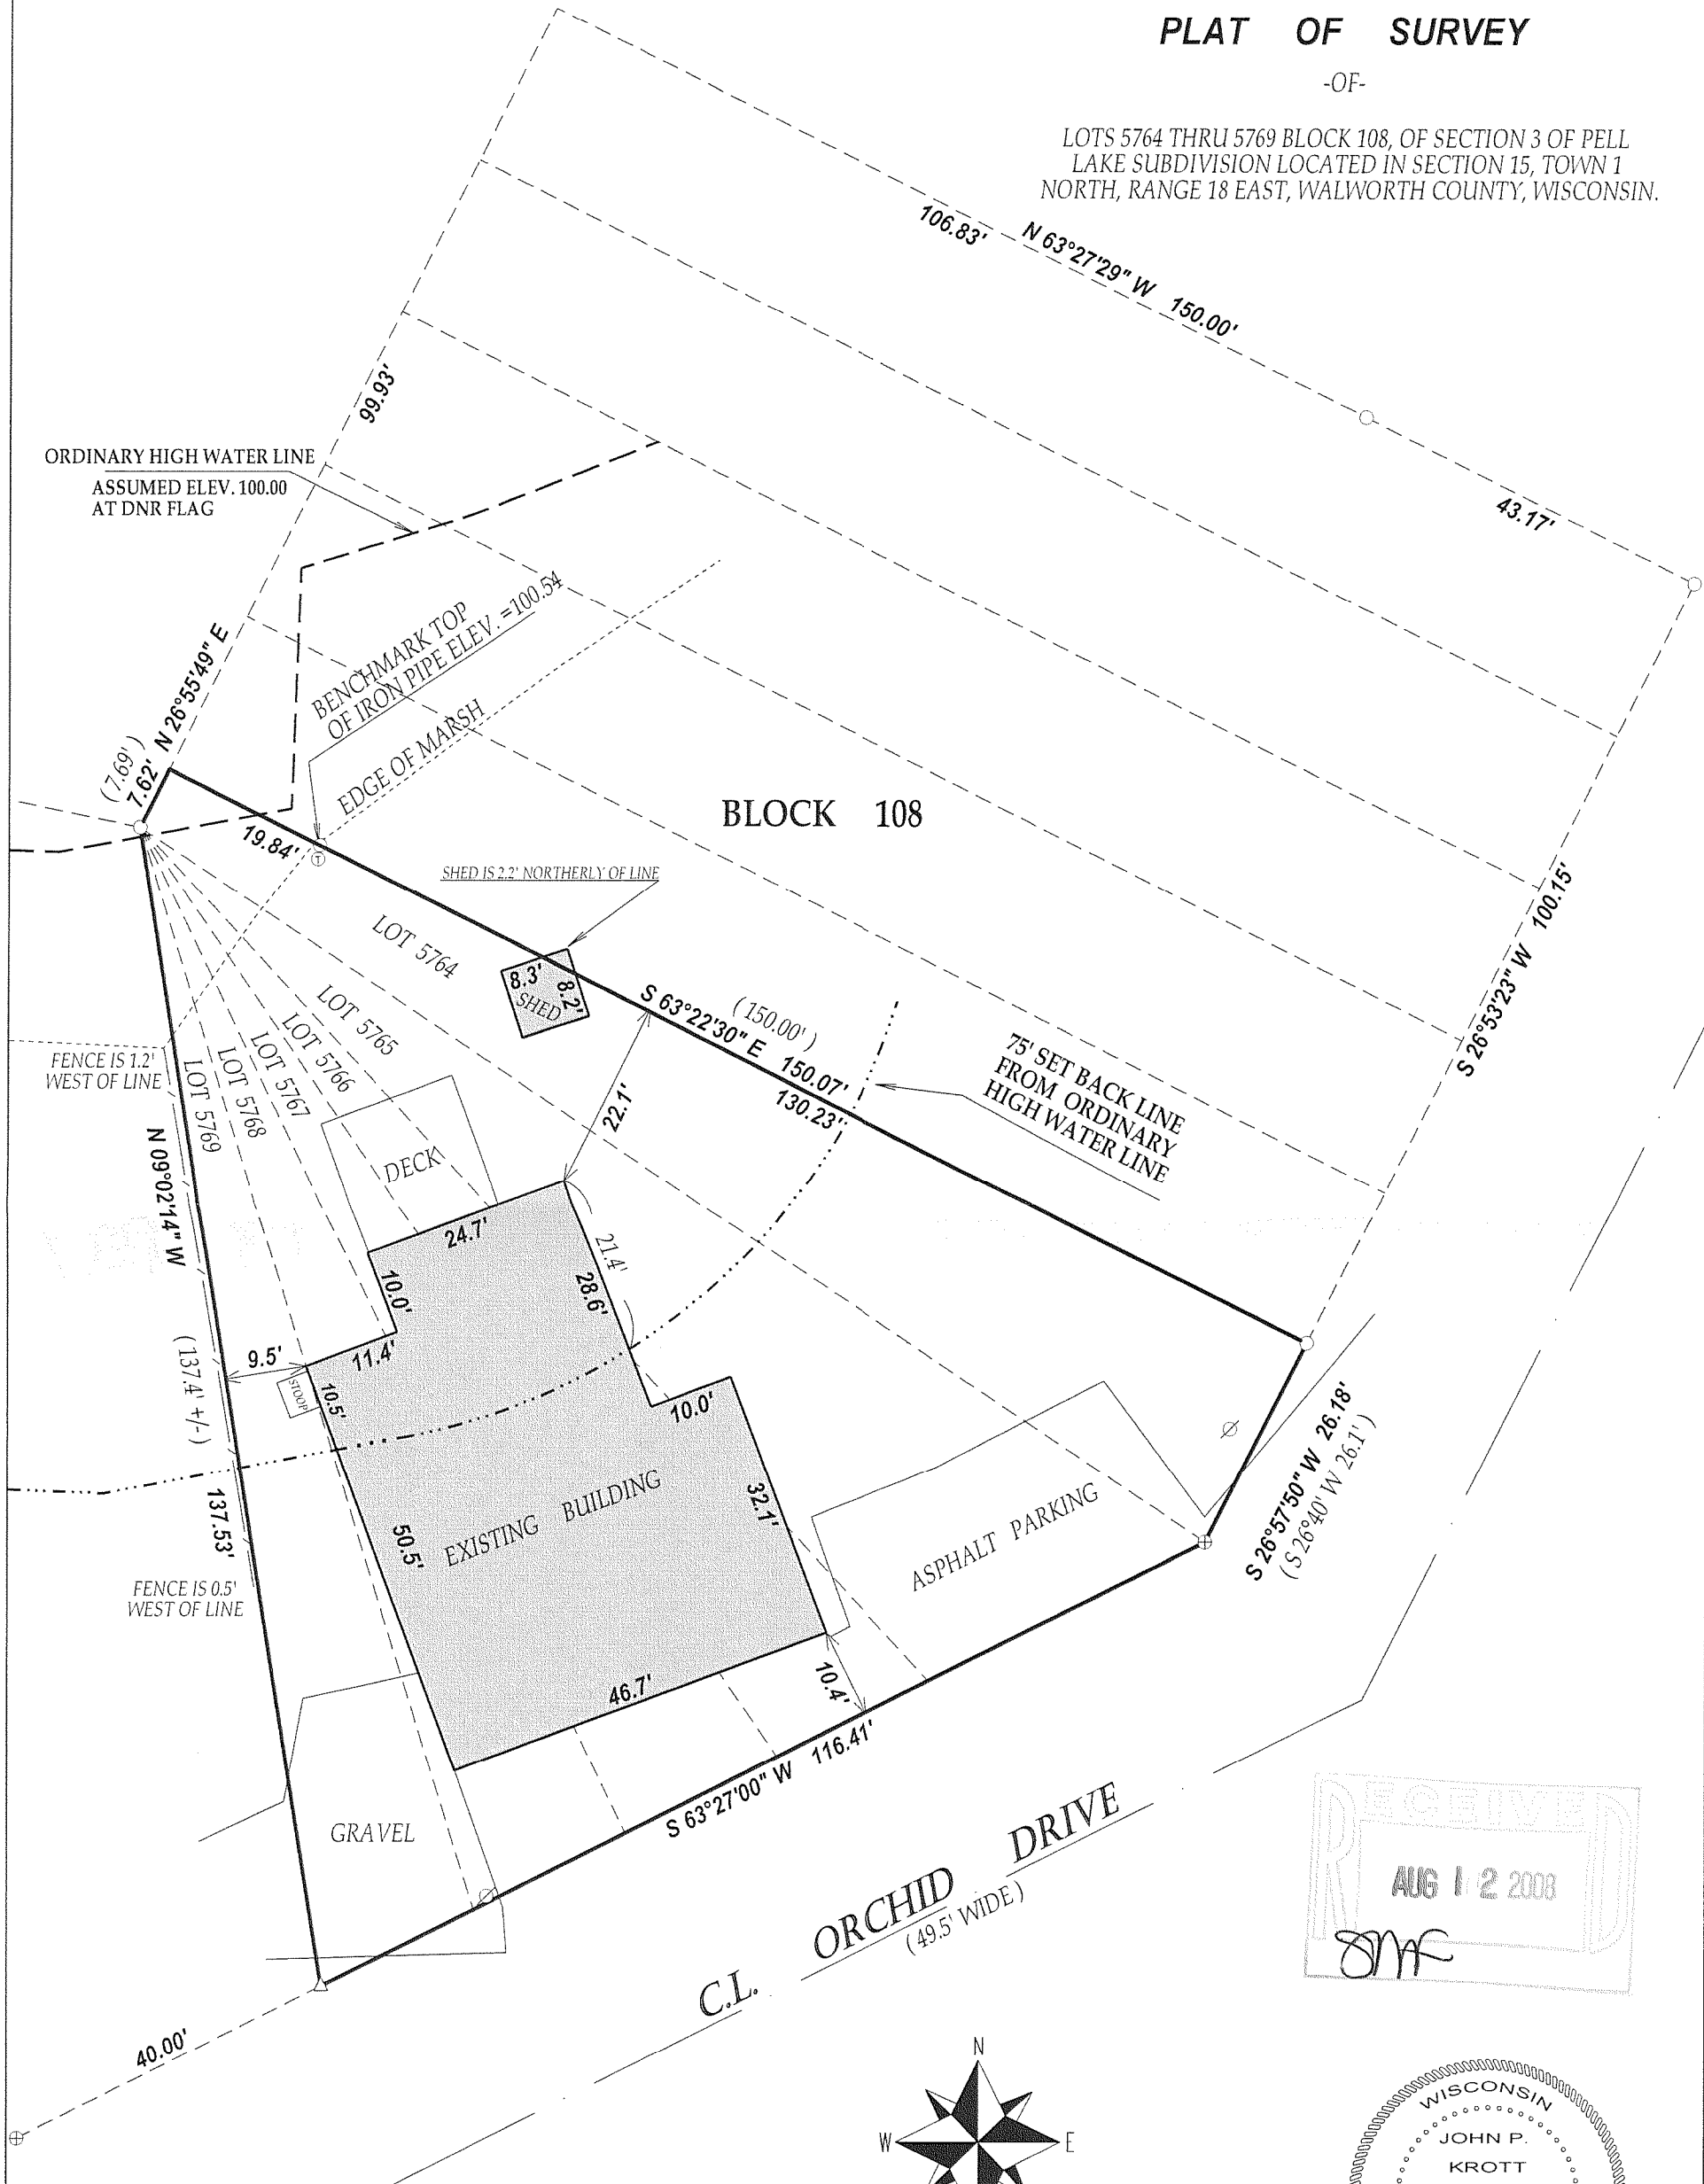 PLAT OF SURVEY
-OF-
LOTS 5764 THRU 5769 BLOCK 108, OF SECTION 3 OF PELL
LAKE SUBDIVISION LOCATED IN SECTION 15, TOWN 1
NORTH, RANGE 18 EAST, WALWORTH COUNTY, WISCONSIN.
106.83'
N 63°27'29" W 150.00'
43.17'
99.93'
ORDINARY HIGH WATER LINE
ASSUMED ELEV. 100.00
AT DNR FLAG
BENCHMARK TOP
OF IRON PIPE ELEV. =100.54
EDGE OF MARSH
N 26°55'49" E
(7.69')
7.62'
19.84'
T
BLOCK 108
SHED IS 2.2' NORTHERLY OF LINE
8.3'
8.2'
SHED
S 63°22'30" E 150.07'
(150.00')
130.23'
75' SET BACK LINE
FROM ORDINARY
HIGH WATER LINE
S 26°53'23" W 100.15'
LOT 5764
LOT 5765
LOT 5766
LOT 5767
LOT 5768
LOT 5769
FENCE IS 1.2'
WEST OF LINE
N 09°02'14" W
(137.4' +/-)
137.53'
FENCE IS 0.5'
WEST OF LINE
22.1'
DECK
24.7'
21.4'
28.6'
10.0'
11.4'
9.5'
STOOP
10.5'
10.0'
32.1'
50.5'
EXISTING BUILDING
46.7'
10.4'
ASPHALT PARKING
S 26°57'50" W 26.18'
(S 26°40' W 26.1')
S 63°27'00" W 116.41'
GRAVEL
40.00'
C.L. ORCHID DRIVE
(49.5' WIDE)
RECEIVED
AUG 12 2008
N
W
E
WISCONSIN
JOHN P.
KROTT